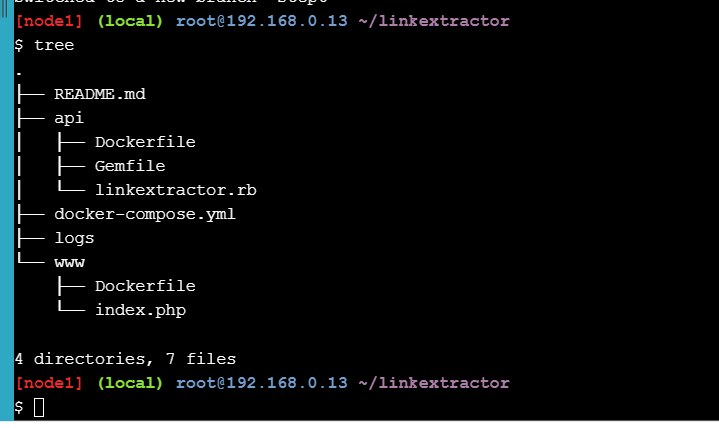 [node1] (local) root@192.168.0.13 ~/linkextractor
$ tree
.
├── README.md
├── api
│   ├── Dockerfile
│   ├── Gemfile
│   └── linkextractor.rb
├── docker-compose.yml
├── logs
└── www
    ├── Dockerfile
    └── index.php

4 directories, 7 files
[node1] (local) root@192.168.0.13 ~/linkextractor
$